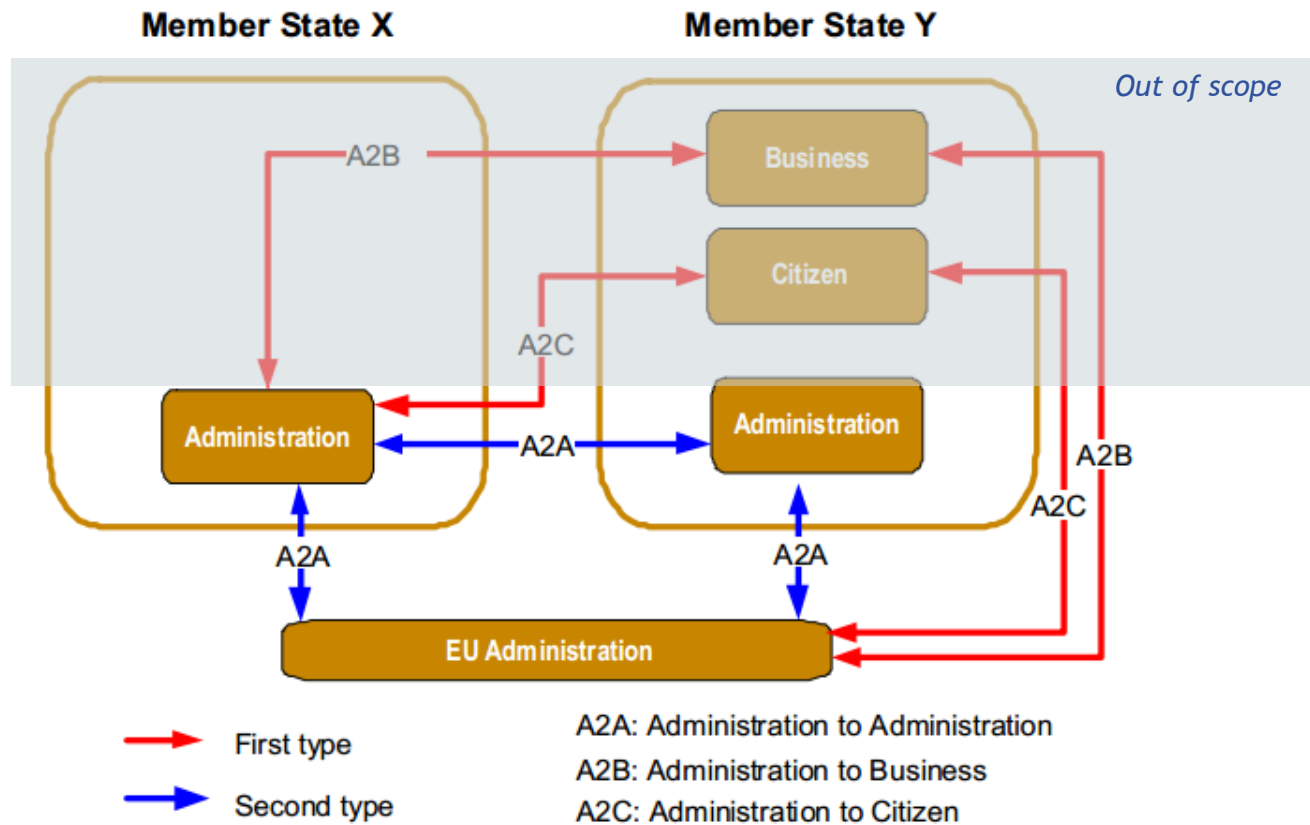 Member State X
Member State Y
Out of scope
A2B
Business
Citizen
A2C
Administration
A2A
Administration
A2B
A2C
A2A
A2A
EU Administration
First type
Second type
A2A: Administration to Administration
A2B: Administration to Business
A2C: Administration to Citizen